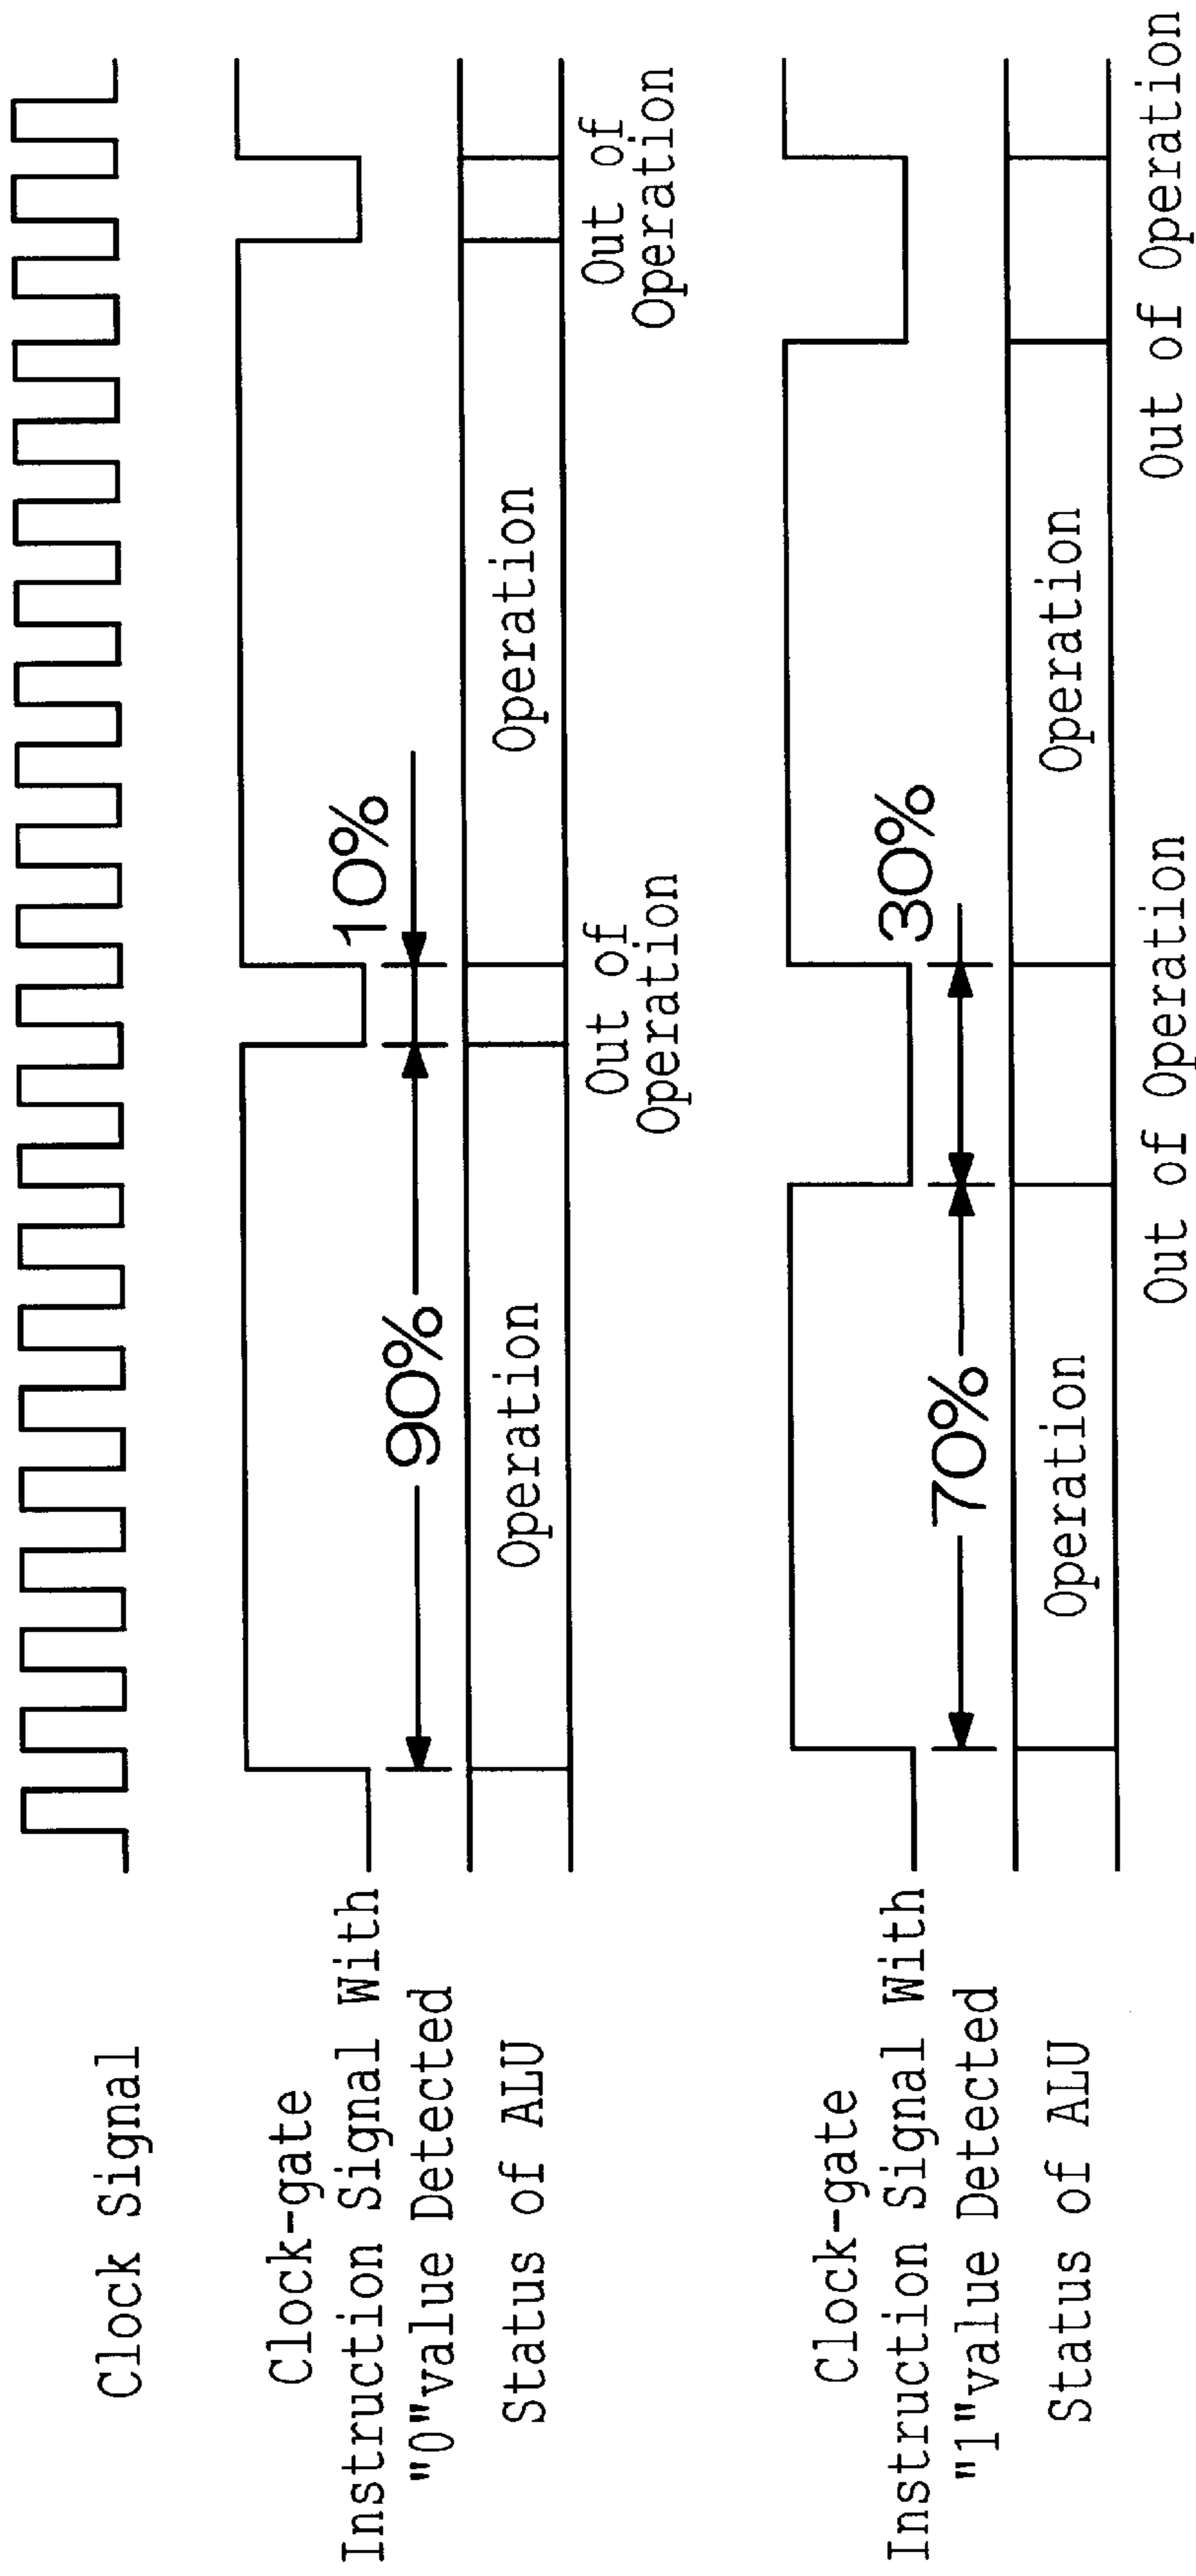 Clock Signal
Clock-gate
Instruction Signal With
"0"value Detected
90%
10%
Status of ALU
Operation
Operation
Out of
Operation
Out of
Operation
Clock-gate
Instruction Signal With
"1"value Detected
70%
30%
Status of ALU
Operation
Operation
Out of Operation
Out of Operation